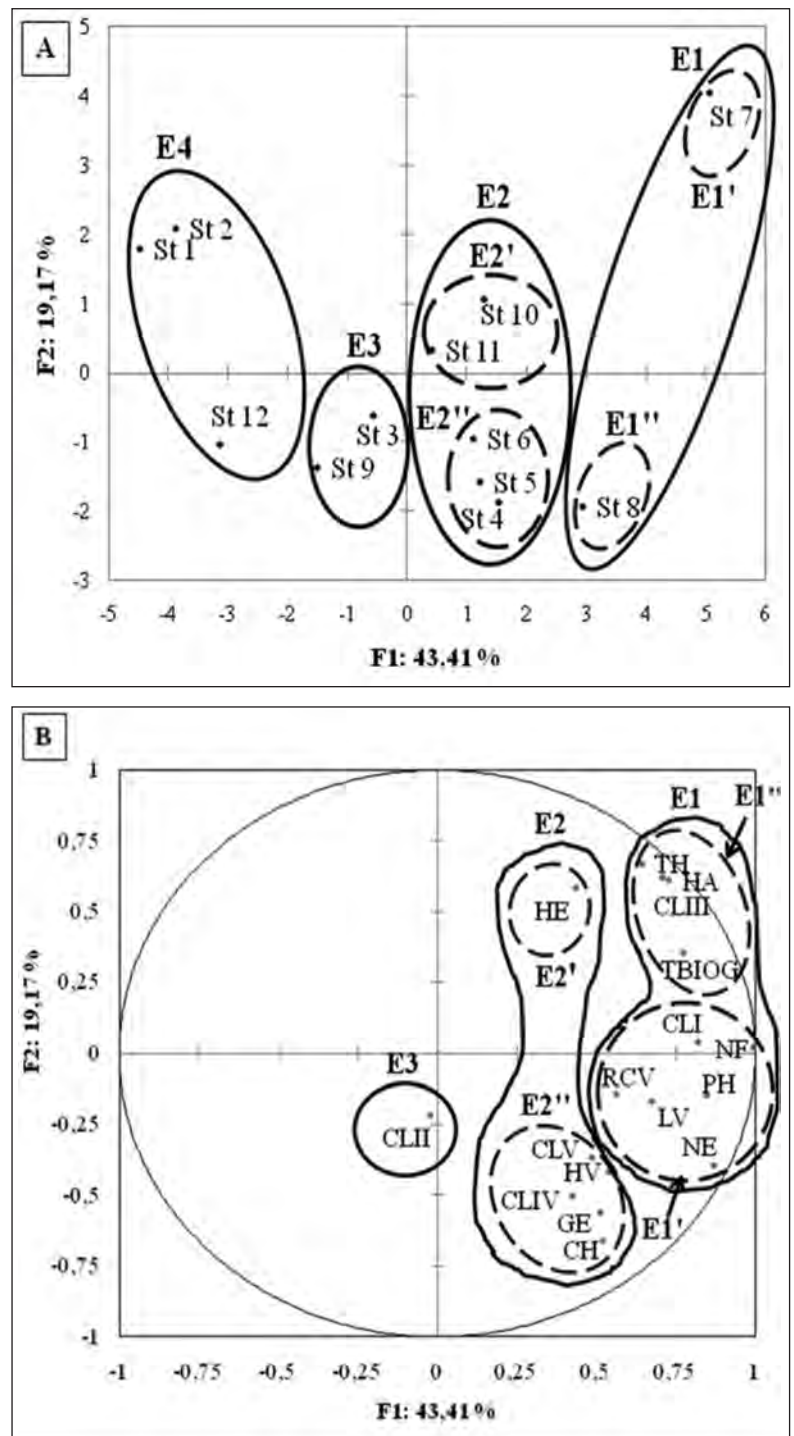 A
5
4
3
2
1
0
-1
-2
-3
F2: 19,17 %
E1
St 7
E1'
E4
St 2
St 1
E2
E2'
St 10
St 11
E3
E2''
St 12
St 3
St 6
E1''
St 9
St 5
St 8
St 4
-5 -4 -3 -2 -1 0 1 2 3 4 5 6
F1: 43,41 %
B
1
0,75
0,5
0,25
0
-0,25
-0,5
-0,75
-1
F2: 19,17 %
E1
E1''
E2
TH
HA
HE
CLIII
E2'
TBIOG
CLI
NF
E3
RCV
PH
E2''
LV
CLII
CLV
NE
HV
CLIV
GE
E1'
CH
-1 -0,75 -0,5 -0,25 0 0,25 0,5 0,75 1
F1: 43,41 %